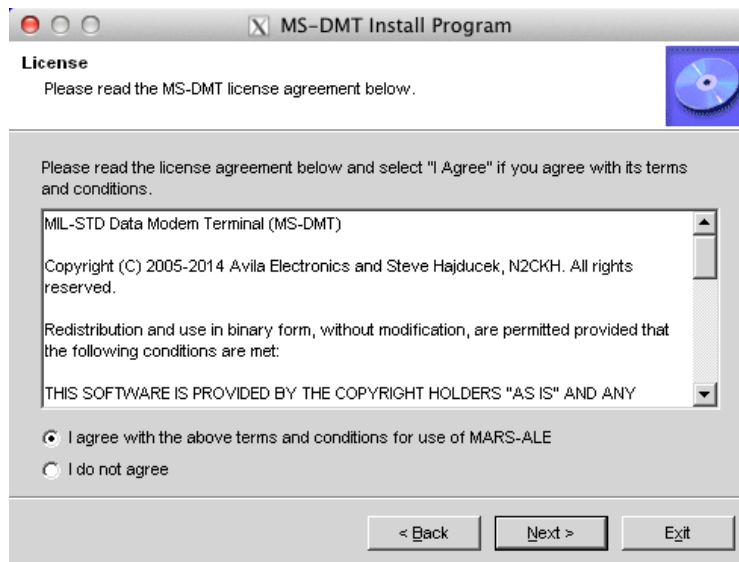 MS-DMT Install Program
License
Please read the MS-DMT license agreement below.
Please read the license agreement below and select "I Agree" if you agree with its terms
and conditions.
MIL-STD Data Modem Terminal (MS-DMT)
Copyright (C) 2005-2014 Avila Electronics and Steve Hajducek, N2CKH. All rights
reserved.
Redistribution and use in binary form, without modification, are permitted provided that
the following conditions are met:
THIS SOFTWARE IS PROVIDED BY THE COPYRIGHT HOLDERS "AS IS" AND ANY
I agree with the above terms and conditions for use of MARS-ALE
I do not agree
< Back
Next >
Exit